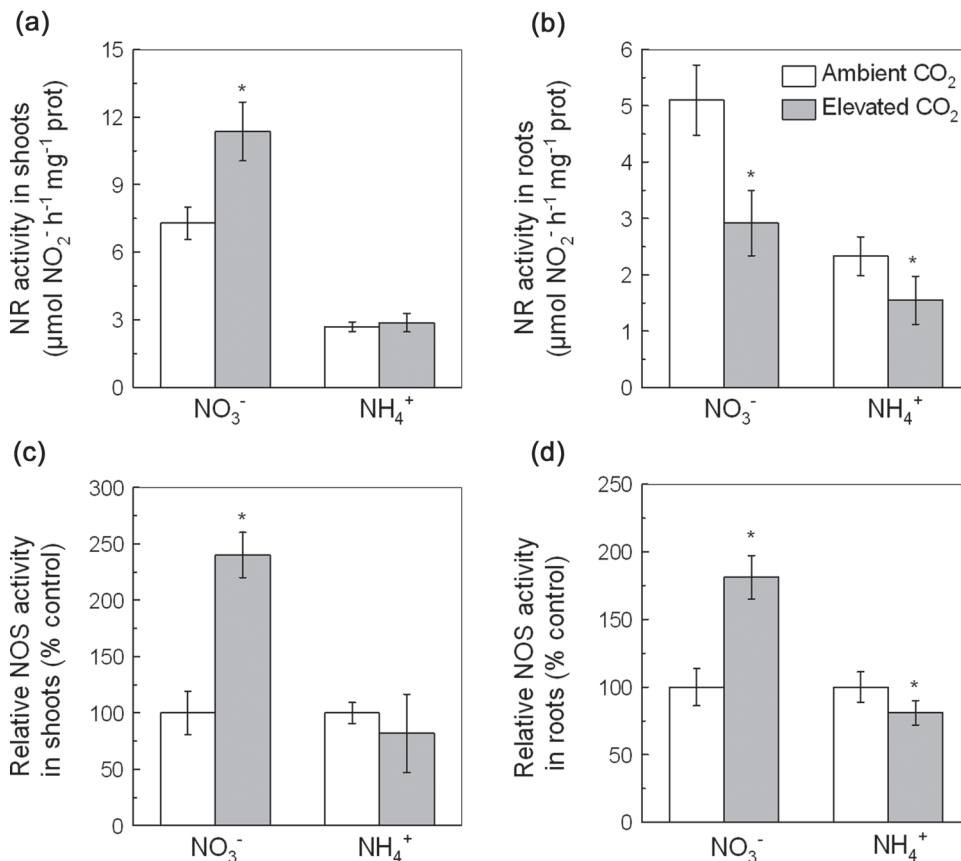 (a)
NR activity in shoots
(µmol NO₂⁻ h⁻¹ mg⁻¹ prot)
15
12
9
6
3
0
*
NO₃⁻
NH₄⁺
(b)
NR activity in roots
(µmol NO₂⁻ h⁻¹ mg⁻¹ prot)
6
5
4
3
2
1
0
Ambient CO₂
Elevated CO₂
*
*
NO₃⁻
NH₄⁺
(c)
Relative NOS activity
in shoots (% control)
300
250
200
150
100
50
0
*
NO₃⁻
NH₄⁺
(d)
Relative NOS activity
in roots (% control)
250
200
150
100
50
0
*
*
NO₃⁻
NH₄⁺